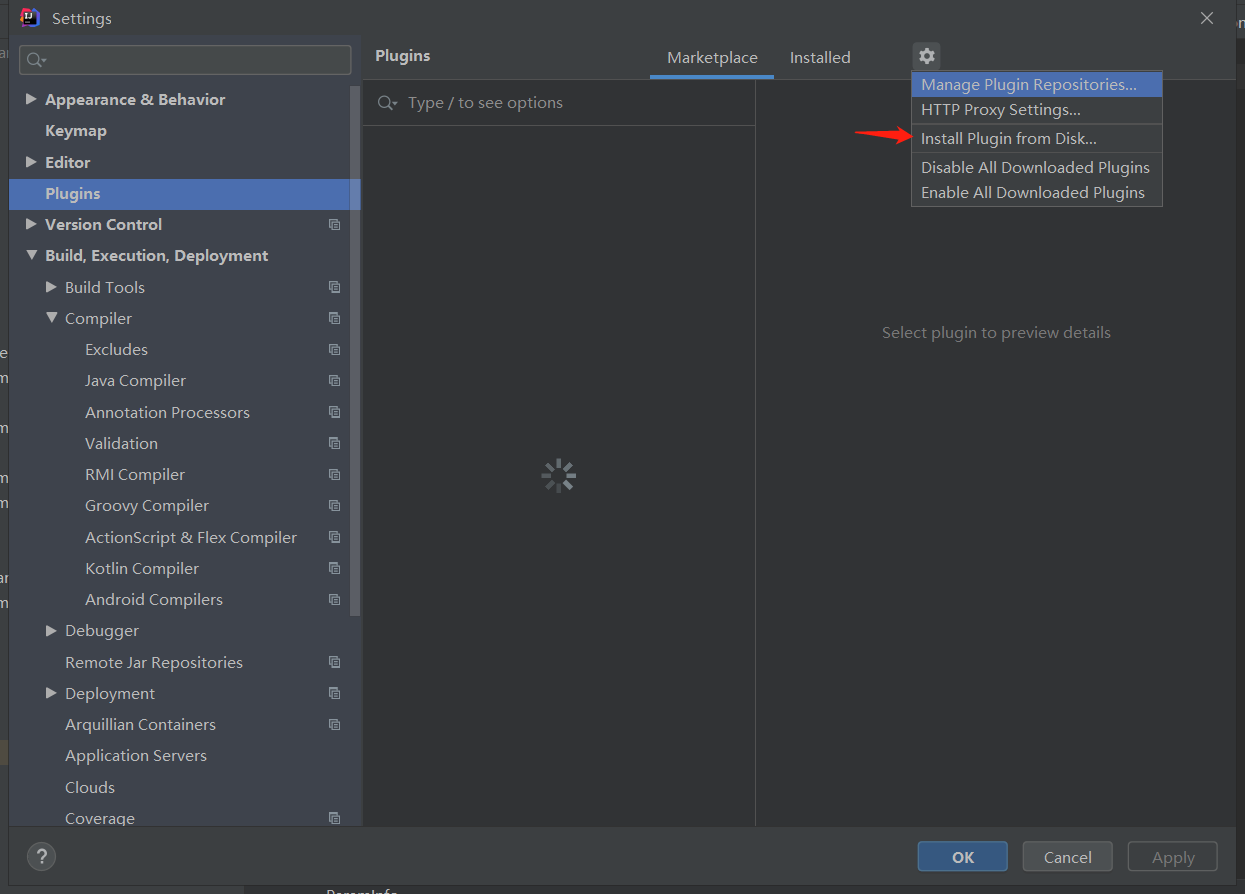 Settings
Plugins
Marketplace
Installed
Type / to see options
Manage Plugin Repositories...
HTTP Proxy Settings...
Install Plugin from Disk...
Disable All Downloaded Plugins
Enable All Downloaded Plugins
Appearance & Behavior
Keymap
Editor
Plugins
Version Control
Build, Execution, Deployment
Build Tools
Compiler
Excludes
Java Compiler
Annotation Processors
Validation
RMI Compiler
Groovy Compiler
ActionScript & Flex Compiler
Kotlin Compiler
Android Compilers
Debugger
Remote Jar Repositories
Deployment
Arquillian Containers
Application Servers
Clouds
Coverage
Select plugin to preview details
?
OK
Cancel
Apply